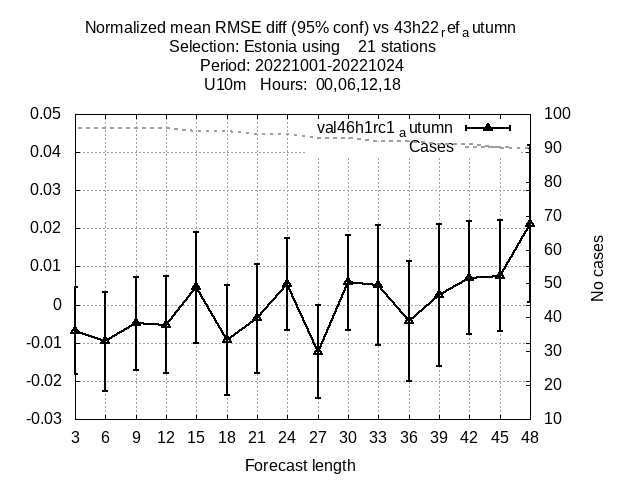 Normalized mean RMSE diff (95% conf) vs 43h22refautumn
Selection: Estonia using 21 stations
Period: 20221001-20221024
U10m Hours: 00,06,12,18
0.05 100
val46h1rc1autumn
Cases
0.04 90
0.03 80
0.02 70
60
0.01 50
0 40
-0.01 30
-0.02 20
-0.03 10
No cases
3 6 9 12 15 18 21 24 27 30 33 36 39 42 45 48
Forecast length